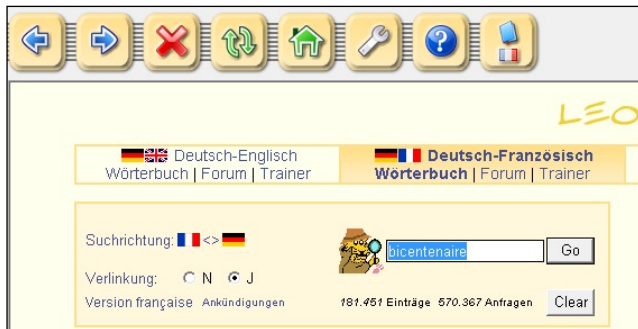 LEO
Deutsch-Englisch
Wörterbuch | Forum | Trainer
Deutsch-Französisch
Wörterbuch | Forum | Trainer
Suchrichtung: <>
bicentenaire
Go
Verlinkung: N J
Version française Ankündigungen
181.451 Einträge 570.367 Anfragen
Clear